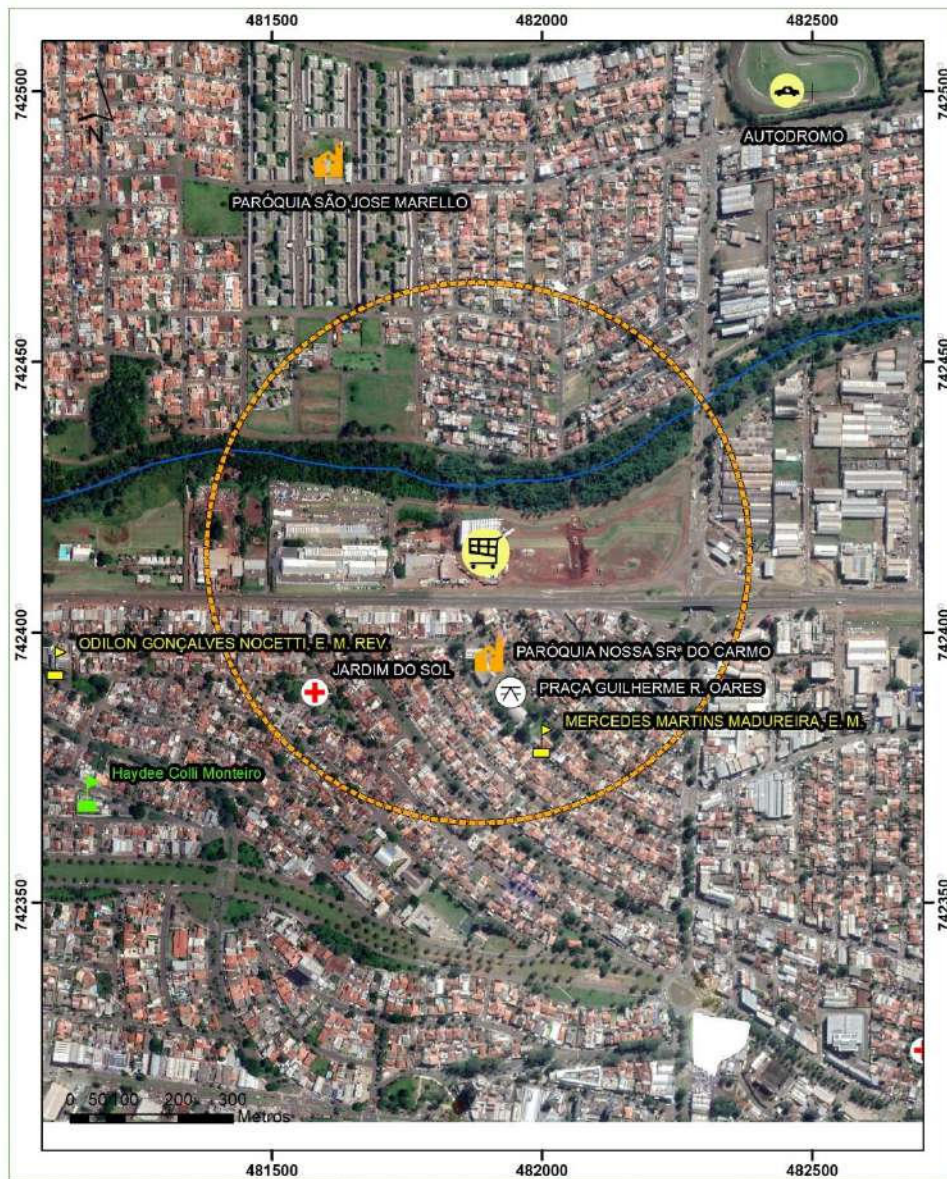 481500 482000 482500
742500 742500
N
AUTODROMO
PARÓQUIA SÃO JOSE MARELLO
742450 742450
742400 742400
ODILON GONÇALVES NOCETTI, E. M. REV.
JARDIM DO SOL
PARÓQUIA NOSSA SRª DO CARMO
PRAÇA GUILHERME R. OARES
MERCEDES MARTINS MADUREIRA, E. M.
Haydee Colli Monteiro
742350 742350
0 50 100 200 300
Metros
481500 482000 482500